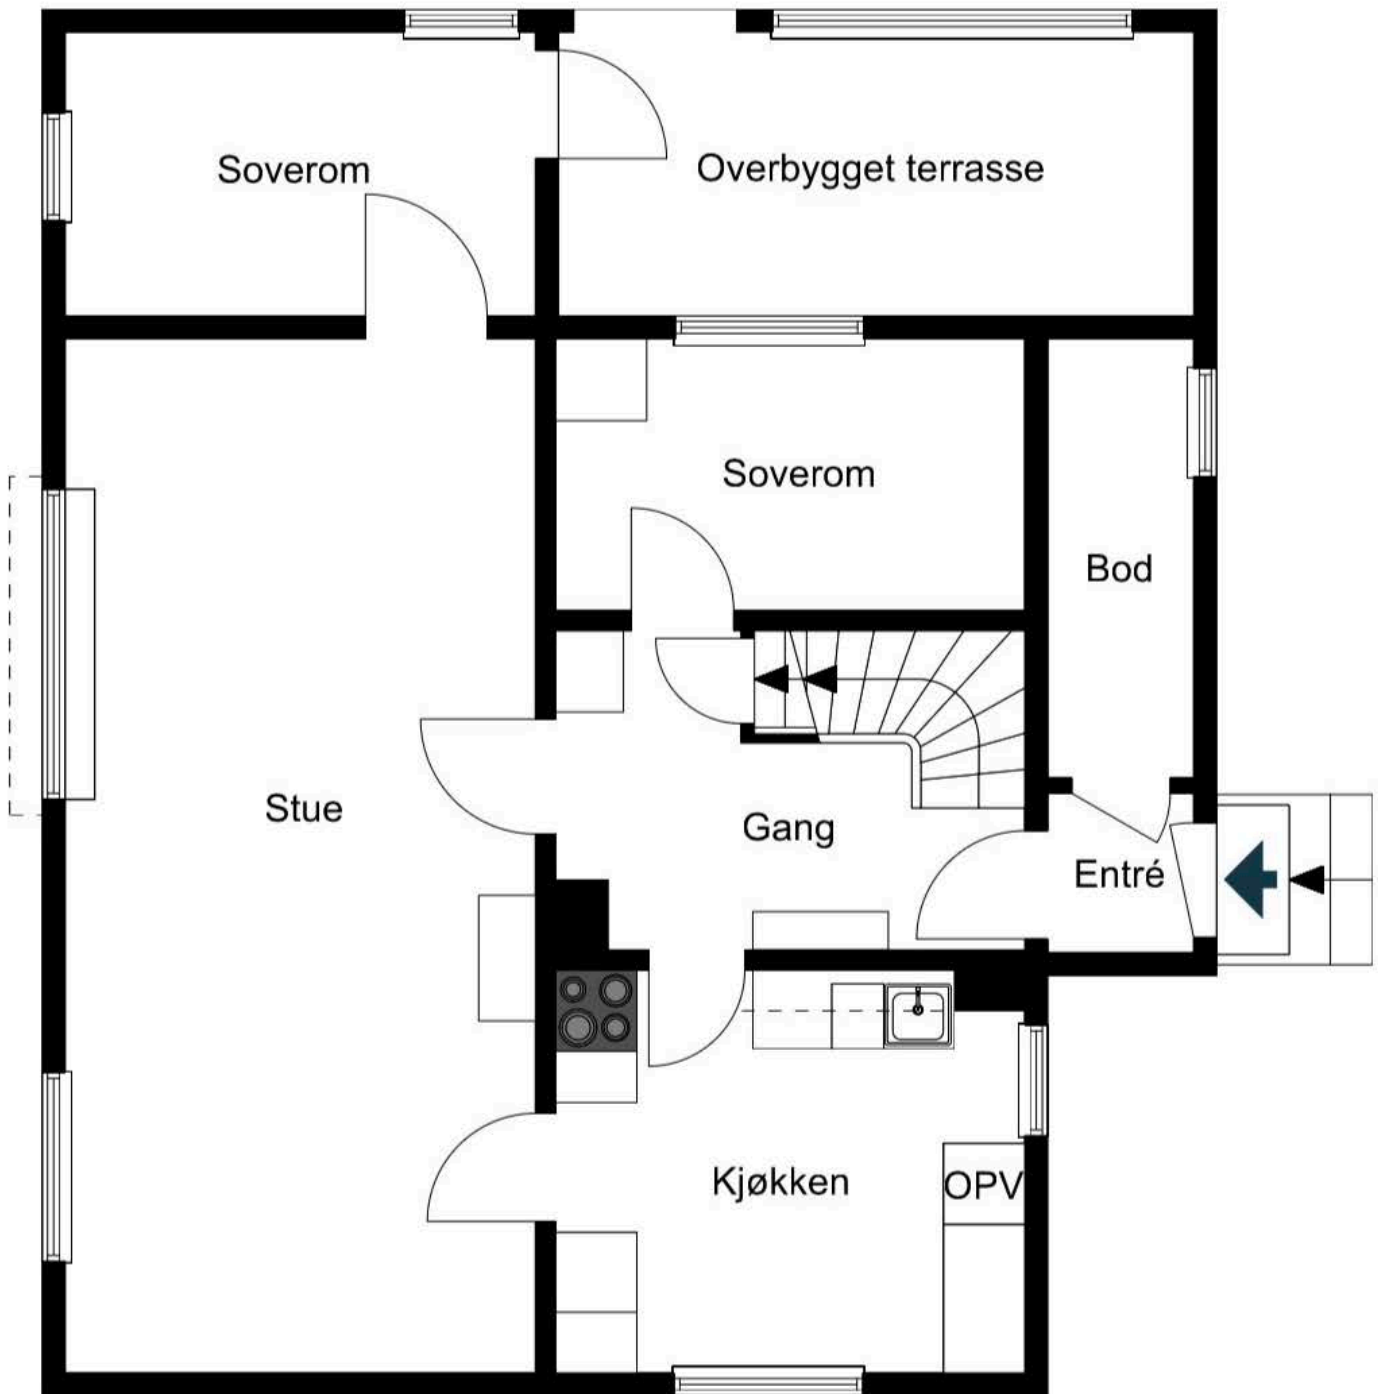 Soverom
Overbygget terrasse
Soverom
Bod
Stue
Gang
Entré
Kjøkken
OPV